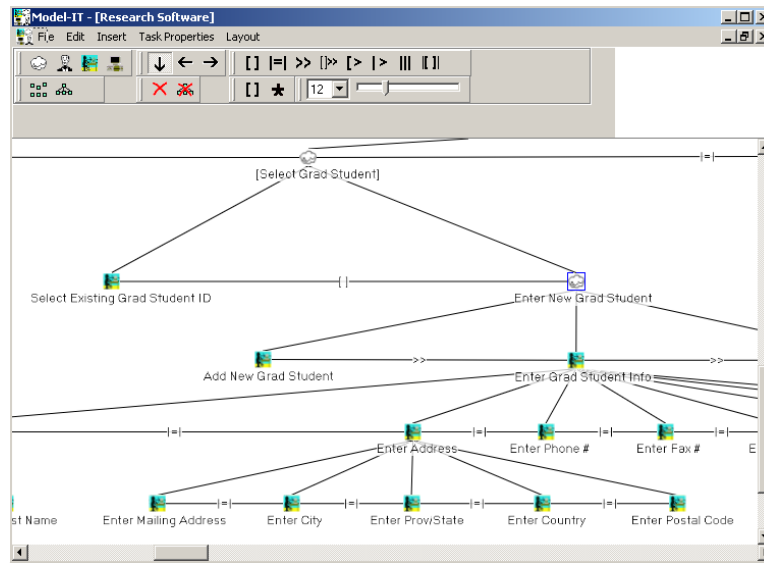 Model-IT - [Research Software]
File Edit Insert Task Properties Layout
[ ] |=| >> []>> [> |> ||| |[]|
[ ] * 12
|=|
[Select Grad Student]
[ ]
Select Existing Grad Student ID
Enter New Grad Student
>> >>
Add New Grad Student
Enter Grad Student Info
|=| |=| |=| |=|
Enter Address Enter Phone # Enter Fax # E
|=| |=| |=| |=|
st Name Enter Mailing Address Enter City Enter Prov/State Enter Country Enter Postal Code